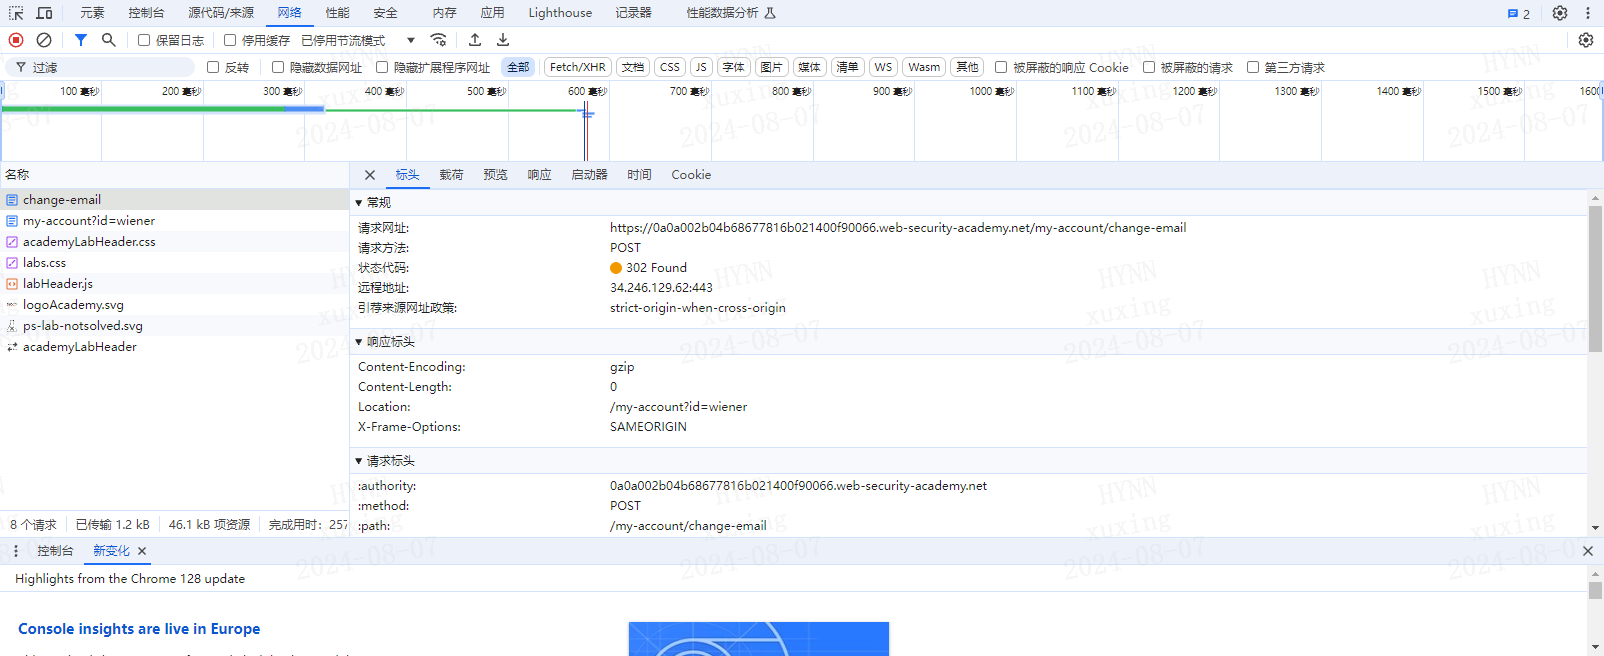 元素 控制台 源代码/来源 网络 性能 安全 内存 应用 Lighthouse 记录器 性能数据分析 2
保留日志 停用缓存 已停用节流模式
过滤 反转 隐藏数据网址 隐藏扩展程序网址 全部 Fetch/XHR 文档 CSS JS 字体 图片 媒体 清单 WS Wasm 其他 被屏蔽的响应 Cookie 被屏蔽的请求 第三方请求
100 毫秒 200 毫秒 300 毫秒 400 毫秒 500 毫秒 600 毫秒 700 毫秒 800 毫秒 900 毫秒 1000 毫秒 1100 毫秒 1200 毫秒 1300 毫秒 1400 毫秒 1500 毫秒 1600
名称
change-email
my-account?id=wiener
academyLabHeader.css
labs.css
labHeader.js
logoAcademy.svg
ps-lab-notsolved.svg
academyLabHeader
8 个请求 已传输 1.2 kB 46.1 kB 项资源 完成用时: 257
标头 载荷 预览 响应 启动器 时间 Cookie
常规
请求网址: https://0a0a002b04b68677816b021400f90066.web-security-academy.net/my-account/change-email
请求方法: POST
状态代码: 302 Found
远程地址: 34.246.129.62:443
引荐来源网址政策: strict-origin-when-cross-origin
响应标头
Content-Encoding: gzip
Content-Length: 0
Location: /my-account?id=wiener
X-Frame-Options: SAMEORIGIN
请求标头
:authority: 0a0a002b04b68677816b021400f90066.web-security-academy.net
:method: POST
:path: /my-account/change-email
控制台 新变化
Highlights from the Chrome 128 update
Console insights are live in Europe
HYNN
xuxing
2024-08-07